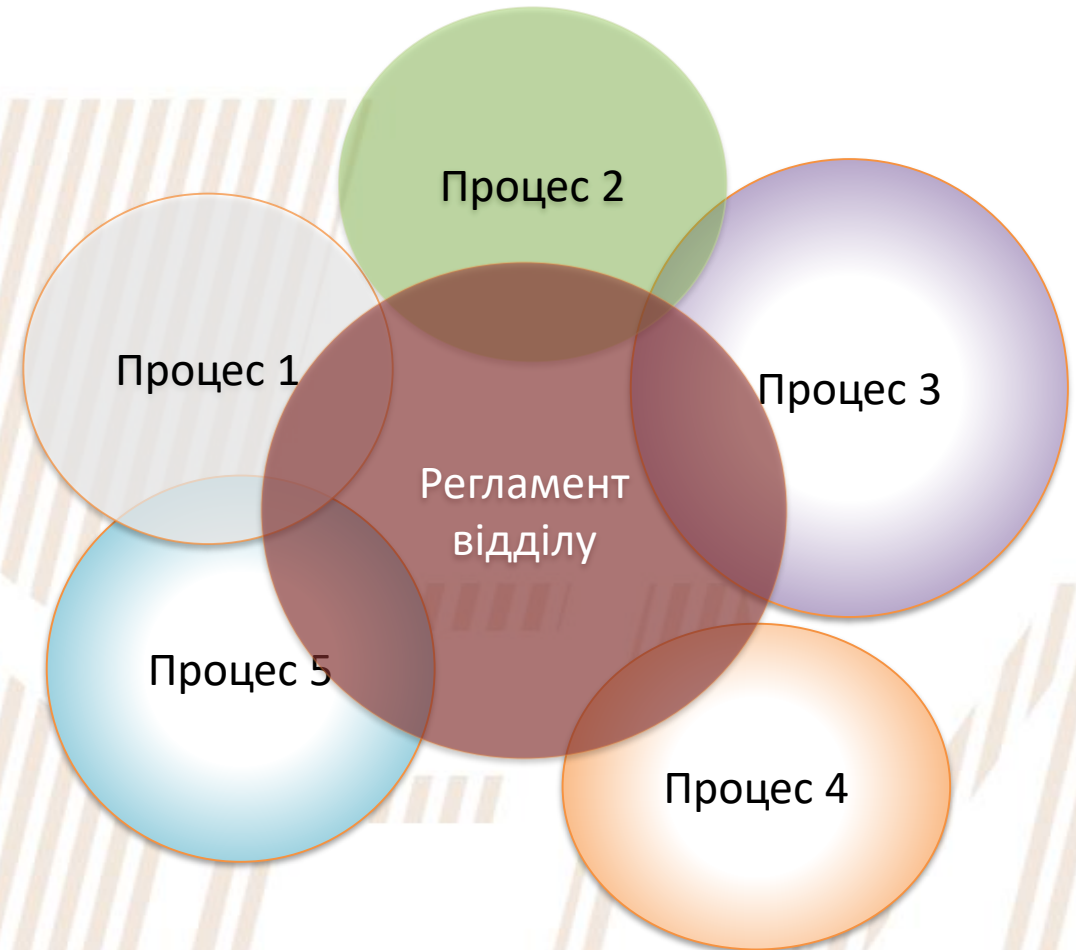 Процес 2
Процес 1
Процес 3
Регламент
відділу
Процес 5
Процес 4